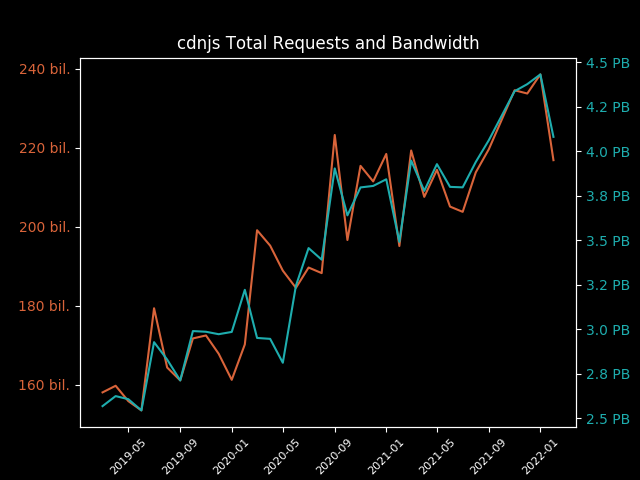 cdnjs Total Requests and Bandwidth
240 bil.
220 bil.
200 bil.
180 bil.
160 bil.
4.5 PB
4.2 PB
4.0 PB
3.8 PB
3.5 PB
3.2 PB
3.0 PB
2.8 PB
2.5 PB
2019-05
2019-09
2020-01
2020-05
2020-09
2021-01
2021-05
2021-09
2022-01